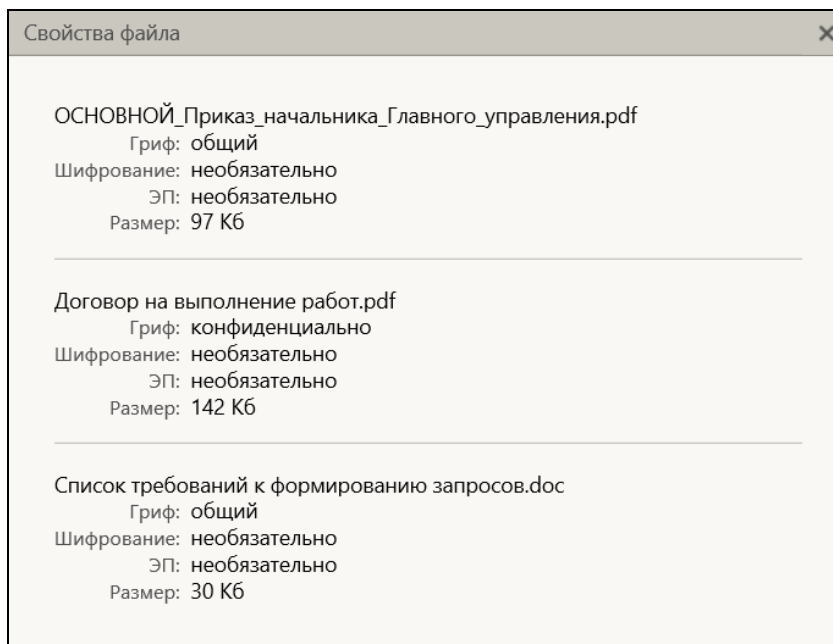 Свойства файла
ОСНОВНОЙ_Приказ_начальника_Главного_управления.pdf
Гриф: общий
Шифрование: необязательно
ЭП: необязательно
Размер: 97 Кб
Договор на выполнение работ.pdf
Гриф: конфиденциально
Шифрование: необязательно
ЭП: необязательно
Размер: 142 Кб
Список требований к формированию запросов.doc
Гриф: общий
Шифрование: необязательно
ЭП: необязательно
Размер: 30 Кб